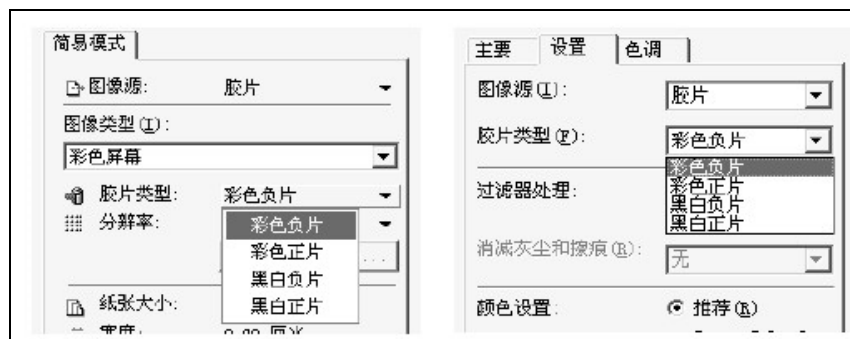 简易模式
图像源: 胶片
图像类型(I):
彩色屏幕
胶片类型: 彩色负片
分辨率:
彩色负片
彩色正片
...
黑白负片
黑白正片
纸张大小:
主要 设置 色调
图像源(I): 胶片
胶片类型(F): 彩色负片
彩色负片
彩色正片
黑白负片
黑白正片
过滤器处理:
消减灰尘和擦痕(R): 无
颜色设置: 推荐(R)